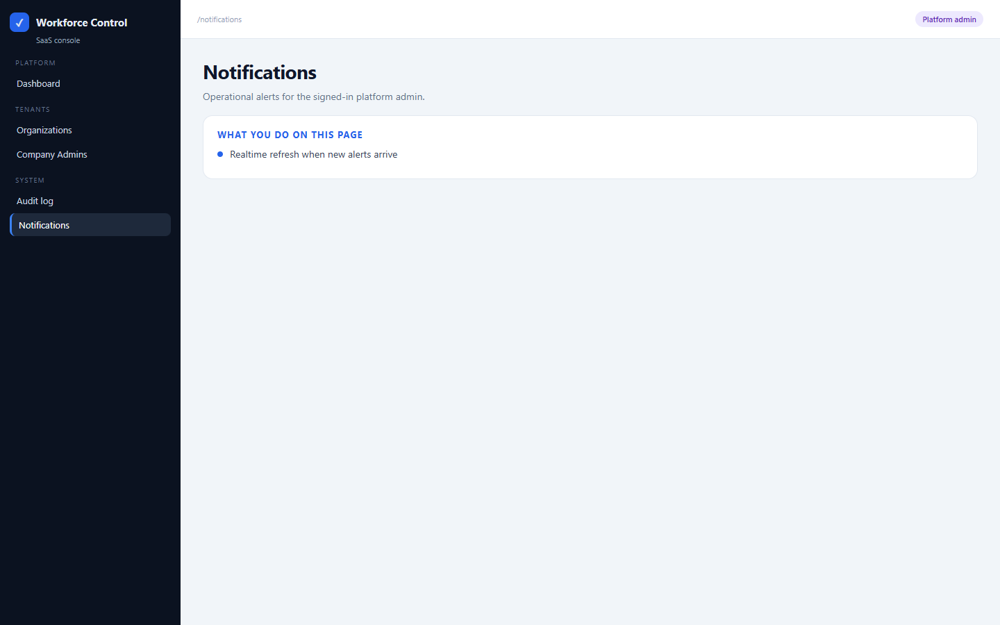 Workforce Control
SaaS console
PLATFORM
Dashboard
TENANTS
Organizations
Company Admins
SYSTEM
Audit log
Notifications
/notifications
Platform admin
Notifications
Operational alerts for the signed-in platform admin.
WHAT YOU DO ON THIS PAGE
Realtime refresh when new alerts arrive